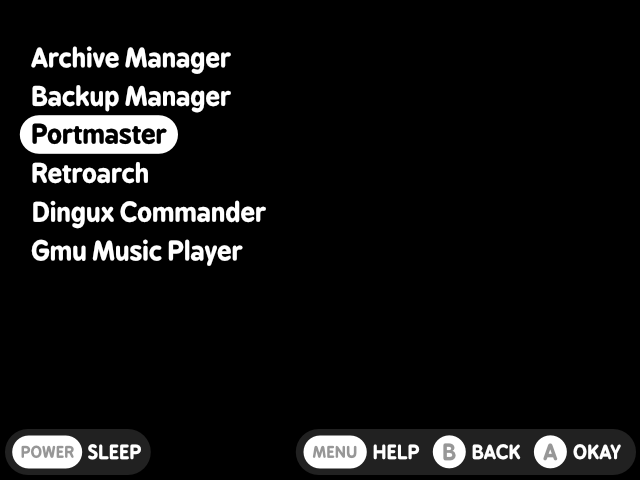 Archive Manager
Backup Manager
Portmaster
Retroarch
Dingux Commander
Gmu Music Player
POWER SLEEP MENU HELP B BACK A OKAY